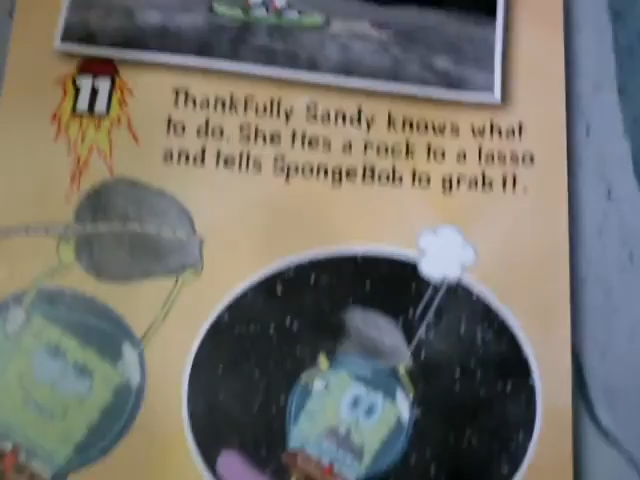 11
Thankfully Sandy knows what
to do. She ties a rock to a lasso
and tells SpongeBob to grab it.